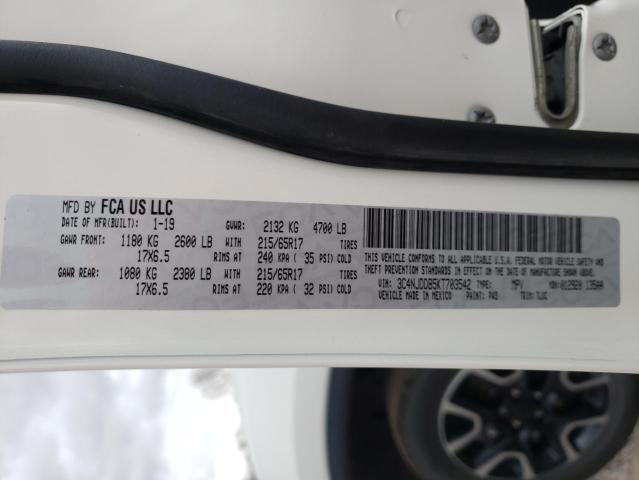 MFD BY FCA US LLC
DATE OF MFR(BUILT): 1-19 GVWR: 2132 KG 4700 LB
GAWR FRONT: 1180 KG 2600 LB WITH 215/65R17 TIRES
17X6.5 RIMS AT 240 KPA ( 35 PSI) COLD
GAWR REAR: 1080 KG 2380 LB WITH 215/65R17 TIRES
17X6.5 RIMS AT 220 KPA ( 32 PSI) COLD
THIS VEHICLE CONFORMS TO ALL APPLICABLE U.S.A. FEDERAL MOTOR VEHICLE SAFETY AND
THEFT PREVENTION STANDARDS IN EFFECT ON THE DATE OF MANUFACTURE SHOWN ABOVE.
VIN: 3C4NJDDB5KT703542 TYPE: MPV MDH: 012920 135AA
VEHICLE MADE IN MEXICO PAINT: PW3 TRIM: